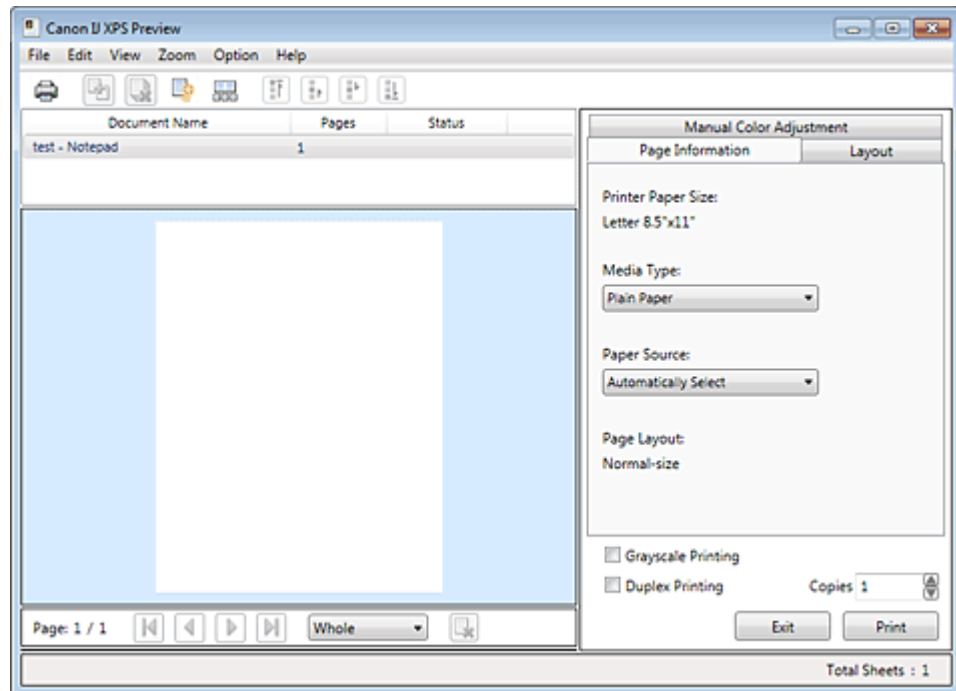 Canon IJ XPS Preview
File Edit View Zoom Option Help
Document Name Pages Status
test - Notepad 1
Manual Color Adjustment
Page Information Layout
Printer Paper Size:
Letter 8.5"x11"
Media Type:
Plain Paper
Paper Source:
Automatically Select
Page Layout:
Normal-size
Grayscale Printing
Duplex Printing Copies 1
Page: 1 / 1 Whole
Exit Print
Total Sheets : 1